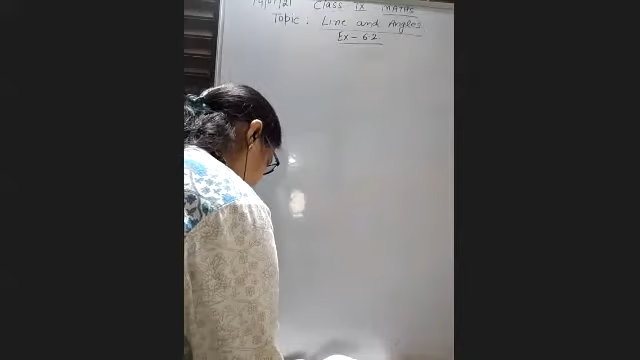 Class IX MATHS
Topic : Line and Angles
Ex - 6.2